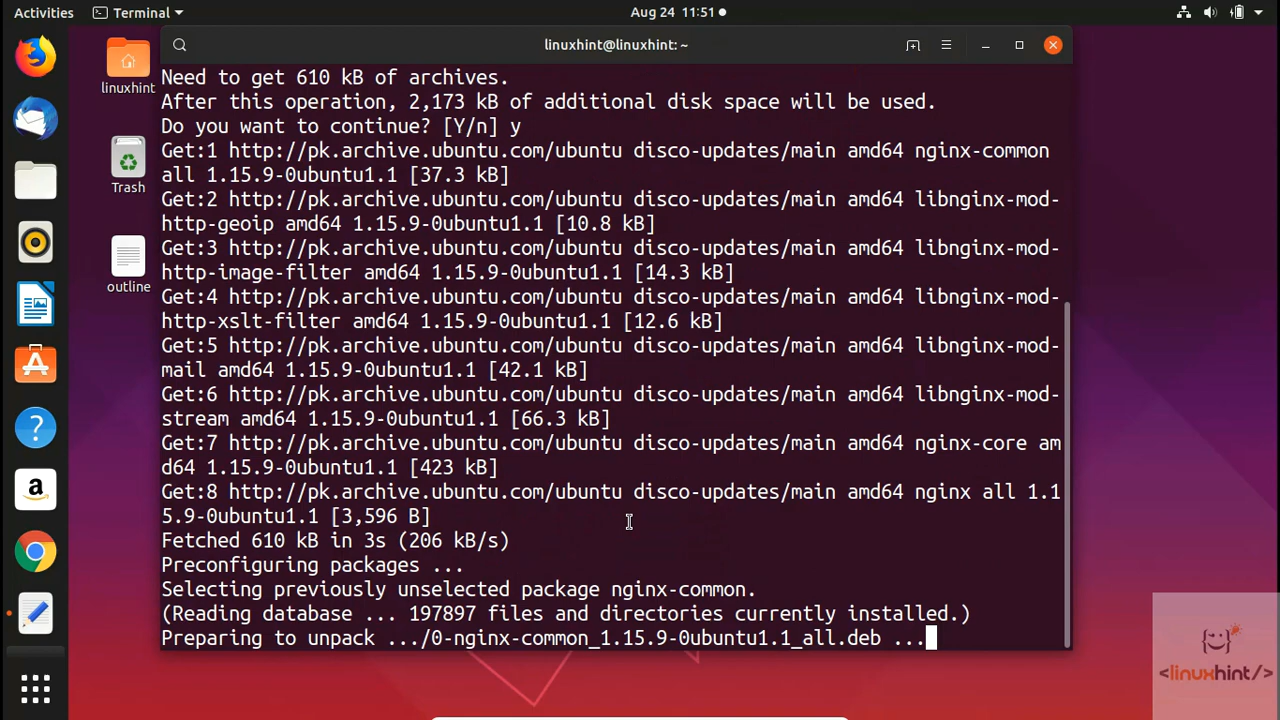 Activities
Terminal
Aug 24 11:51
linuxhint@linuxhint: ~
linuxhint
Trash
outline
Need to get 610 kB of archives.
After this operation, 2,173 kB of additional disk space will be used.
Do you want to continue? [Y/n] y
Get:1 http://pk.archive.ubuntu.com/ubuntu disco-updates/main amd64 nginx-common
all 1.15.9-0ubuntu1.1 [37.3 kB]
Get:2 http://pk.archive.ubuntu.com/ubuntu disco-updates/main amd64 libnginx-mod-
http-geoip amd64 1.15.9-0ubuntu1.1 [10.8 kB]
Get:3 http://pk.archive.ubuntu.com/ubuntu disco-updates/main amd64 libnginx-mod-
http-image-filter amd64 1.15.9-0ubuntu1.1 [14.3 kB]
Get:4 http://pk.archive.ubuntu.com/ubuntu disco-updates/main amd64 libnginx-mod-
http-xslt-filter amd64 1.15.9-0ubuntu1.1 [12.6 kB]
Get:5 http://pk.archive.ubuntu.com/ubuntu disco-updates/main amd64 libnginx-mod-
mail amd64 1.15.9-0ubuntu1.1 [42.1 kB]
Get:6 http://pk.archive.ubuntu.com/ubuntu disco-updates/main amd64 libnginx-mod-
stream amd64 1.15.9-0ubuntu1.1 [66.3 kB]
Get:7 http://pk.archive.ubuntu.com/ubuntu disco-updates/main amd64 nginx-core am
d64 1.15.9-0ubuntu1.1 [423 kB]
Get:8 http://pk.archive.ubuntu.com/ubuntu disco-updates/main amd64 nginx all 1.1
5.9-0ubuntu1.1 [3,596 B]
Fetched 610 kB in 3s (206 kB/s)
Preconfiguring packages ...
Selecting previously unselected package nginx-common.
(Reading database ... 197897 files and directories currently installed.)
Preparing to unpack .../0-nginx-common_1.15.9-0ubuntu1.1_all.deb ...
<linuxhint/>